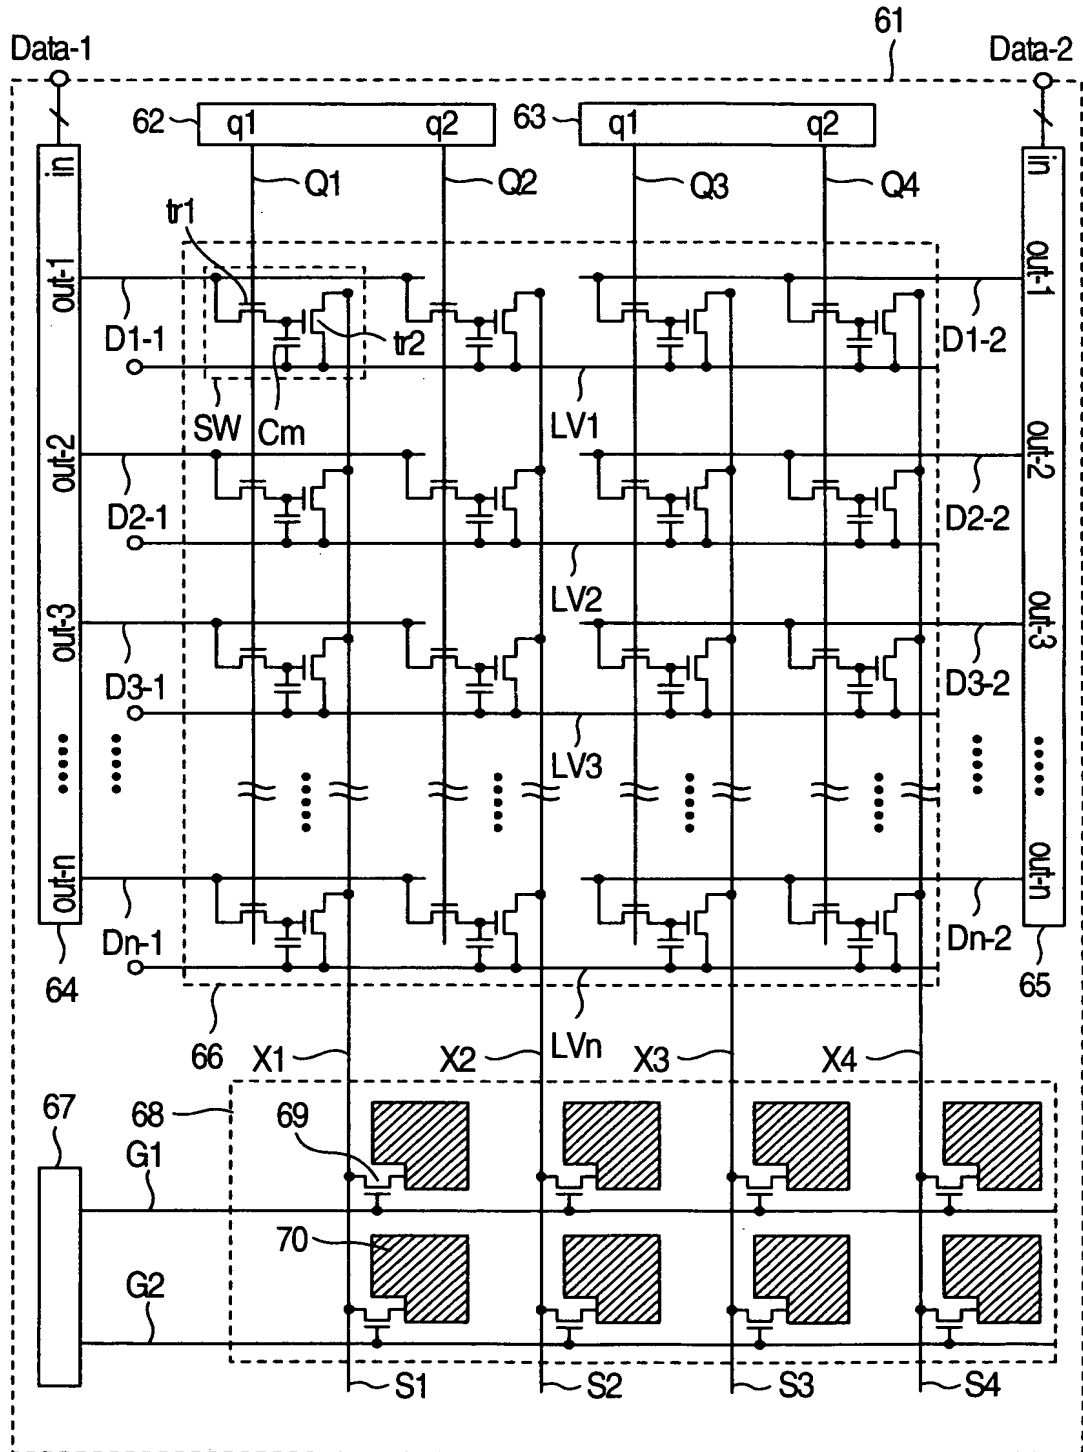 61
Data-1 Data-2
62 q1 q2 63 q1 q2
in in
Q1 Q2 Q3 Q4
tr1
out-1 out-1
D1-1 tr2 D1-2
SW Cm LV1
out-2 out-2
D2-1 D2-2
LV2
out-3 out-3
D3-1 D3-2
LV3
out-n out-n
Dn-1 Dn-2
64 65
66 LVn
X1 X2 X3 X4
67 68 69
G1
70
G2
S1 S2 S3 S4